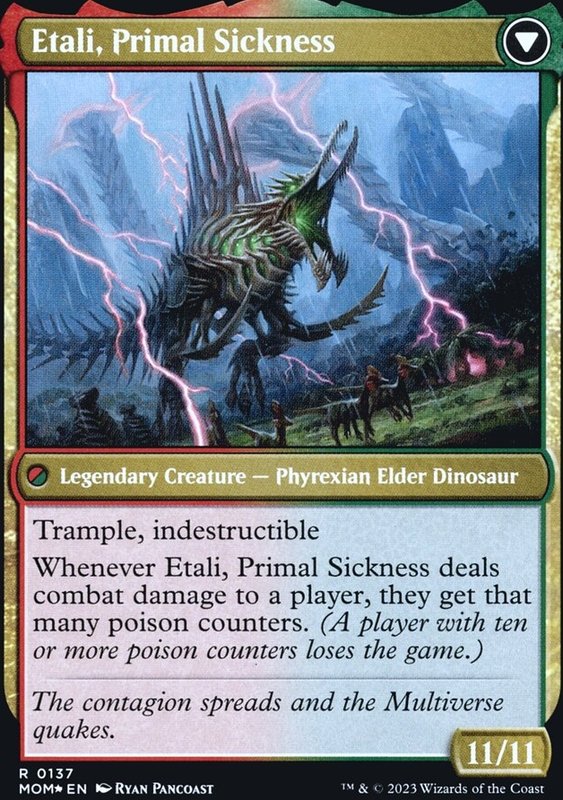 Etali, Primal Sickness
Legendary Creature — Phyrexian Elder Dinosaur
Trample, indestructible
Whenever Etali, Primal Sickness deals
combat damage to a player, they get that
many poison counters. (A player with ten
or more poison counters loses the game.)
The contagion spreads and the Multiverse
quakes.
11/11
R 0137
MOM★EN Ryan Pancoast
™ & © 2023 Wizards of the Coast